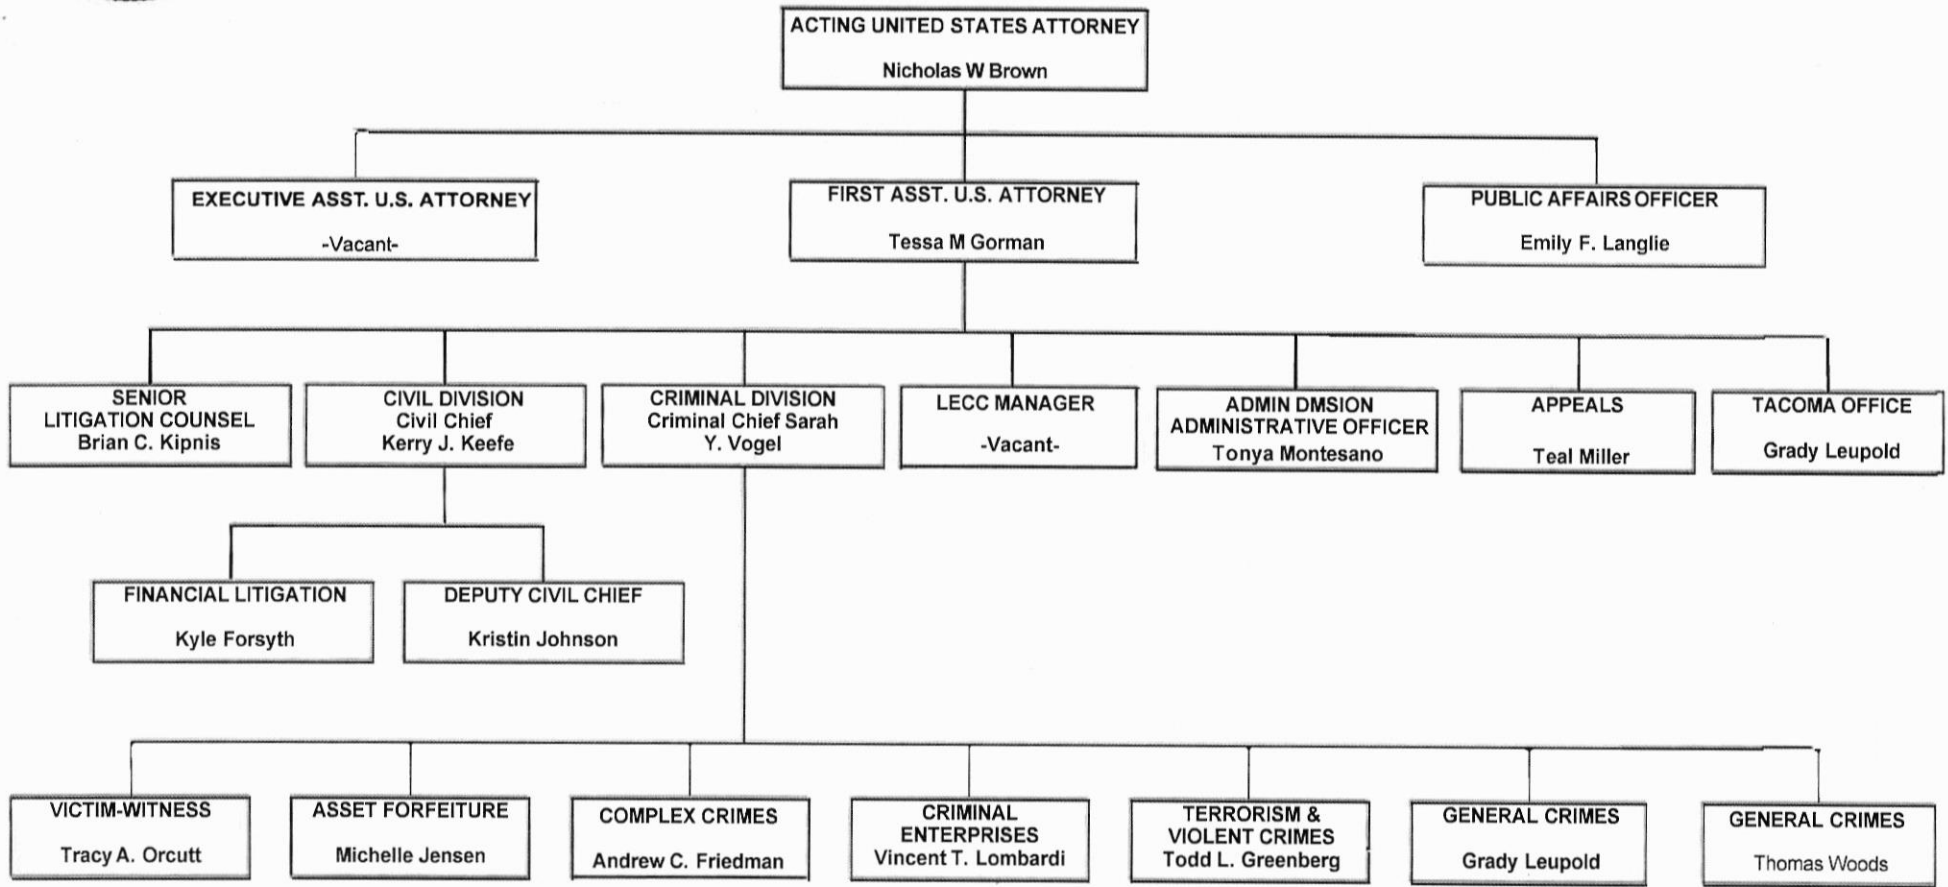 ACTING UNITED STATES ATTORNEY
Nicholas W Brown
EXECUTIVE ASST. U.S. ATTORNEY
-Vacant-
FIRST ASST. U.S. ATTORNEY
Tessa M Gorman
PUBLIC AFFAIRS OFFICER
Emily F. Langlie
SENIOR
LITIGATION COUNSEL
Brian C. Kipnis
CIVIL DIVISION
Civil Chief
Kerry J. Keefe
CRIMINAL DIVISION
Criminal Chief Sarah
Y. Vogel
LECC MANAGER
-Vacant-
ADMIN DMSION
ADMINISTRATIVE OFFICER
Tonya Montesano
APPEALS
Teal Miller
TACOMA OFFICE
Grady Leupold
FINANCIAL LITIGATION
Kyle Forsyth
DEPUTY CIVIL CHIEF
Kristin Johnson
VICTIM-WITNESS
Tracy A. Orcutt
ASSET FORFEITURE
Michelle Jensen
COMPLEX CRIMES
Andrew C. Friedman
CRIMINAL
ENTERPRISES
Vincent T. Lombardi
TERRORISM &
VIOLENT CRIMES
Todd L. Greenberg
GENERAL CRIMES
Grady Leupold
GENERAL CRIMES
Thomas Woods